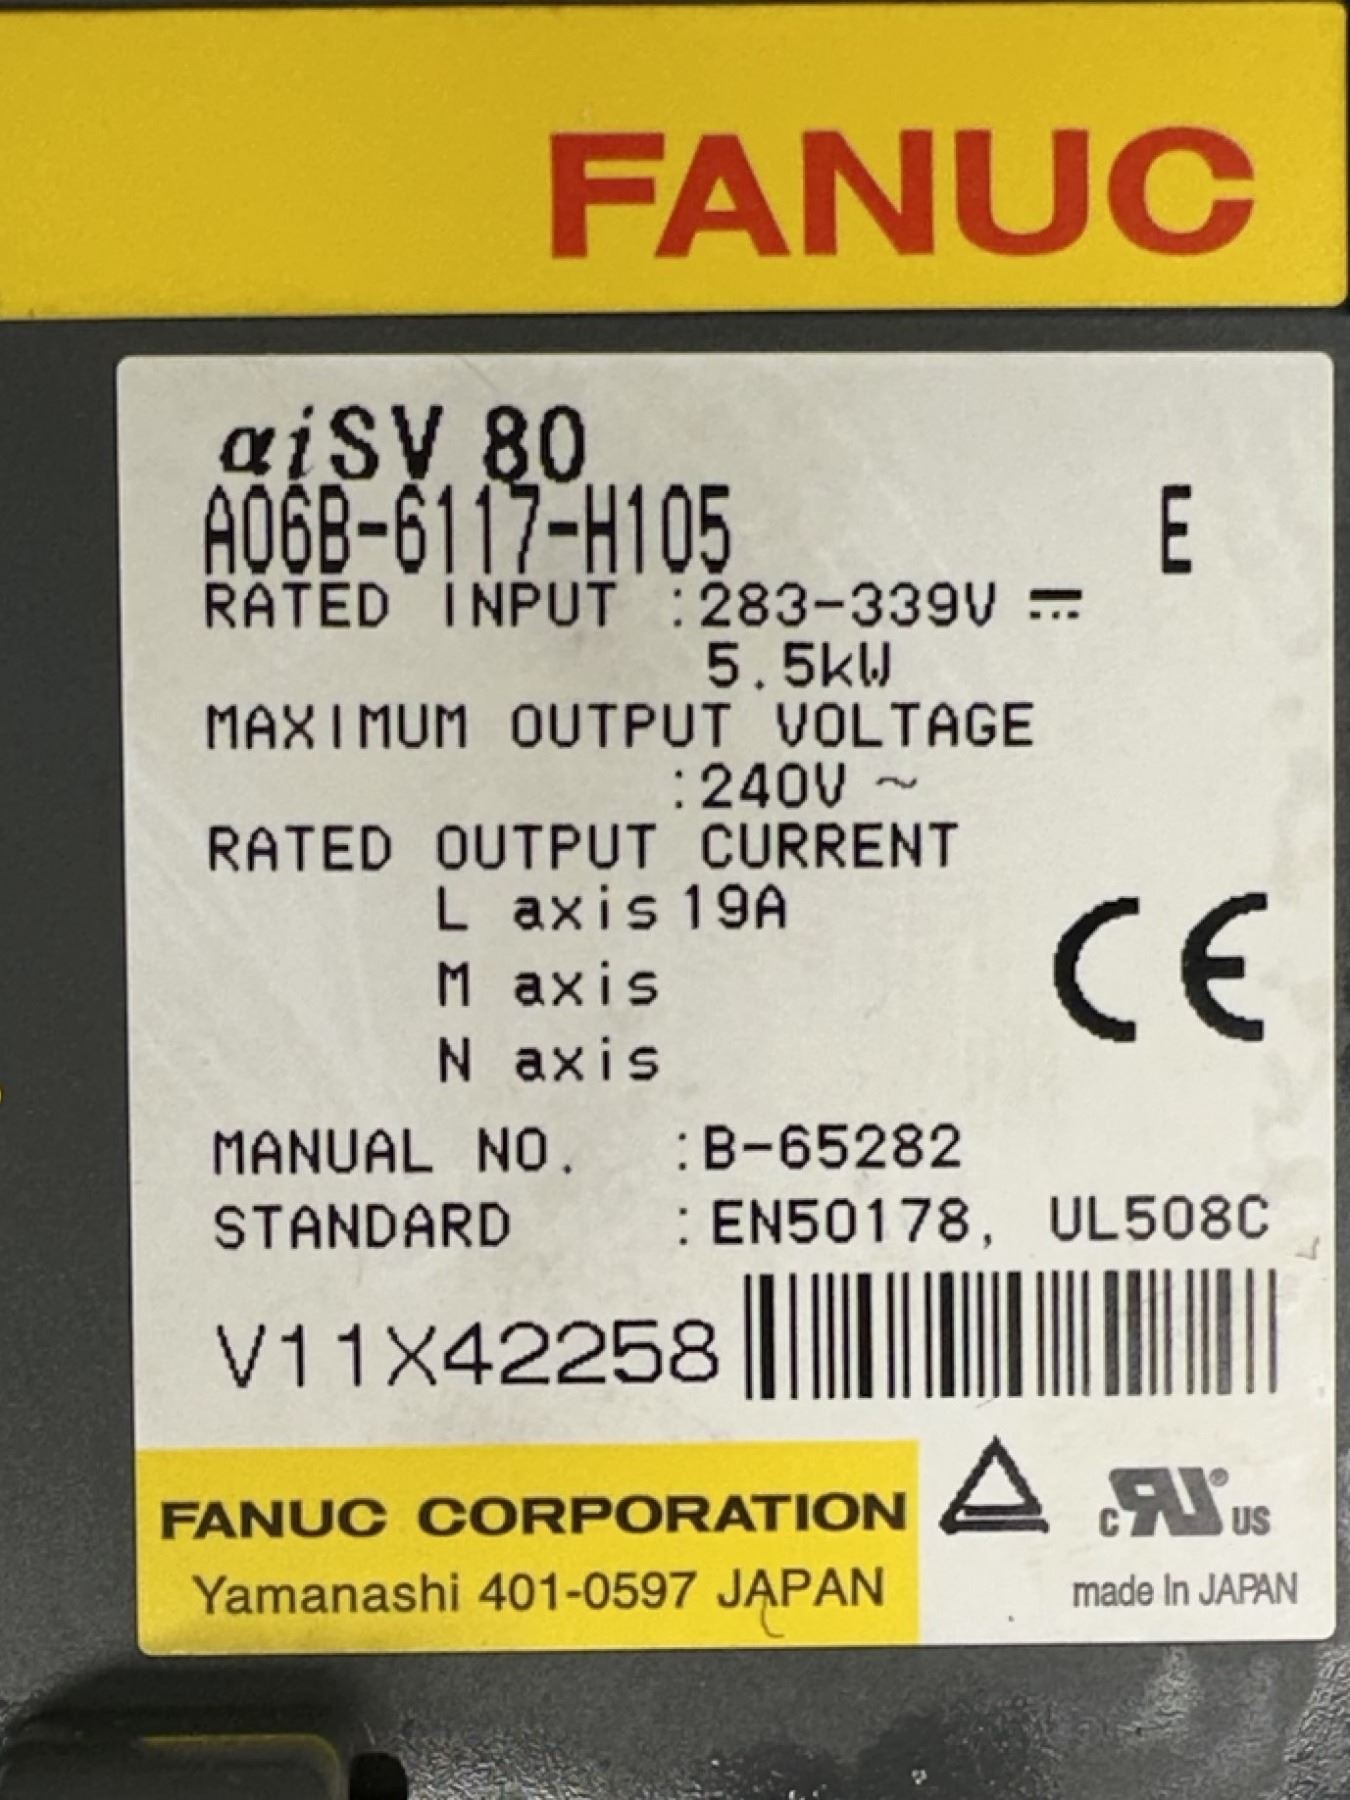 FANUC
αiSV 80
A06B-6117-H105 E
RATED INPUT :283-339V ⎓
5.5kW
MAXIMUM OUTPUT VOLTAGE
:240V ~
RATED OUTPUT CURRENT
L axis 19A
M axis
N axis
CE
MANUAL NO. :B-65282
STANDARD :EN50178, UL508C
V11X42258
FANUC CORPORATION
Yamanashi 401-0597 JAPAN
c RU® US
made In JAPAN